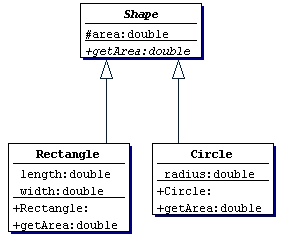 Shape
#area:double
+getArea:double
Rectangle
length:double
width:double
+Rectangle:
+getArea:double
Circle
radius:double
+Circle:
+getArea:double